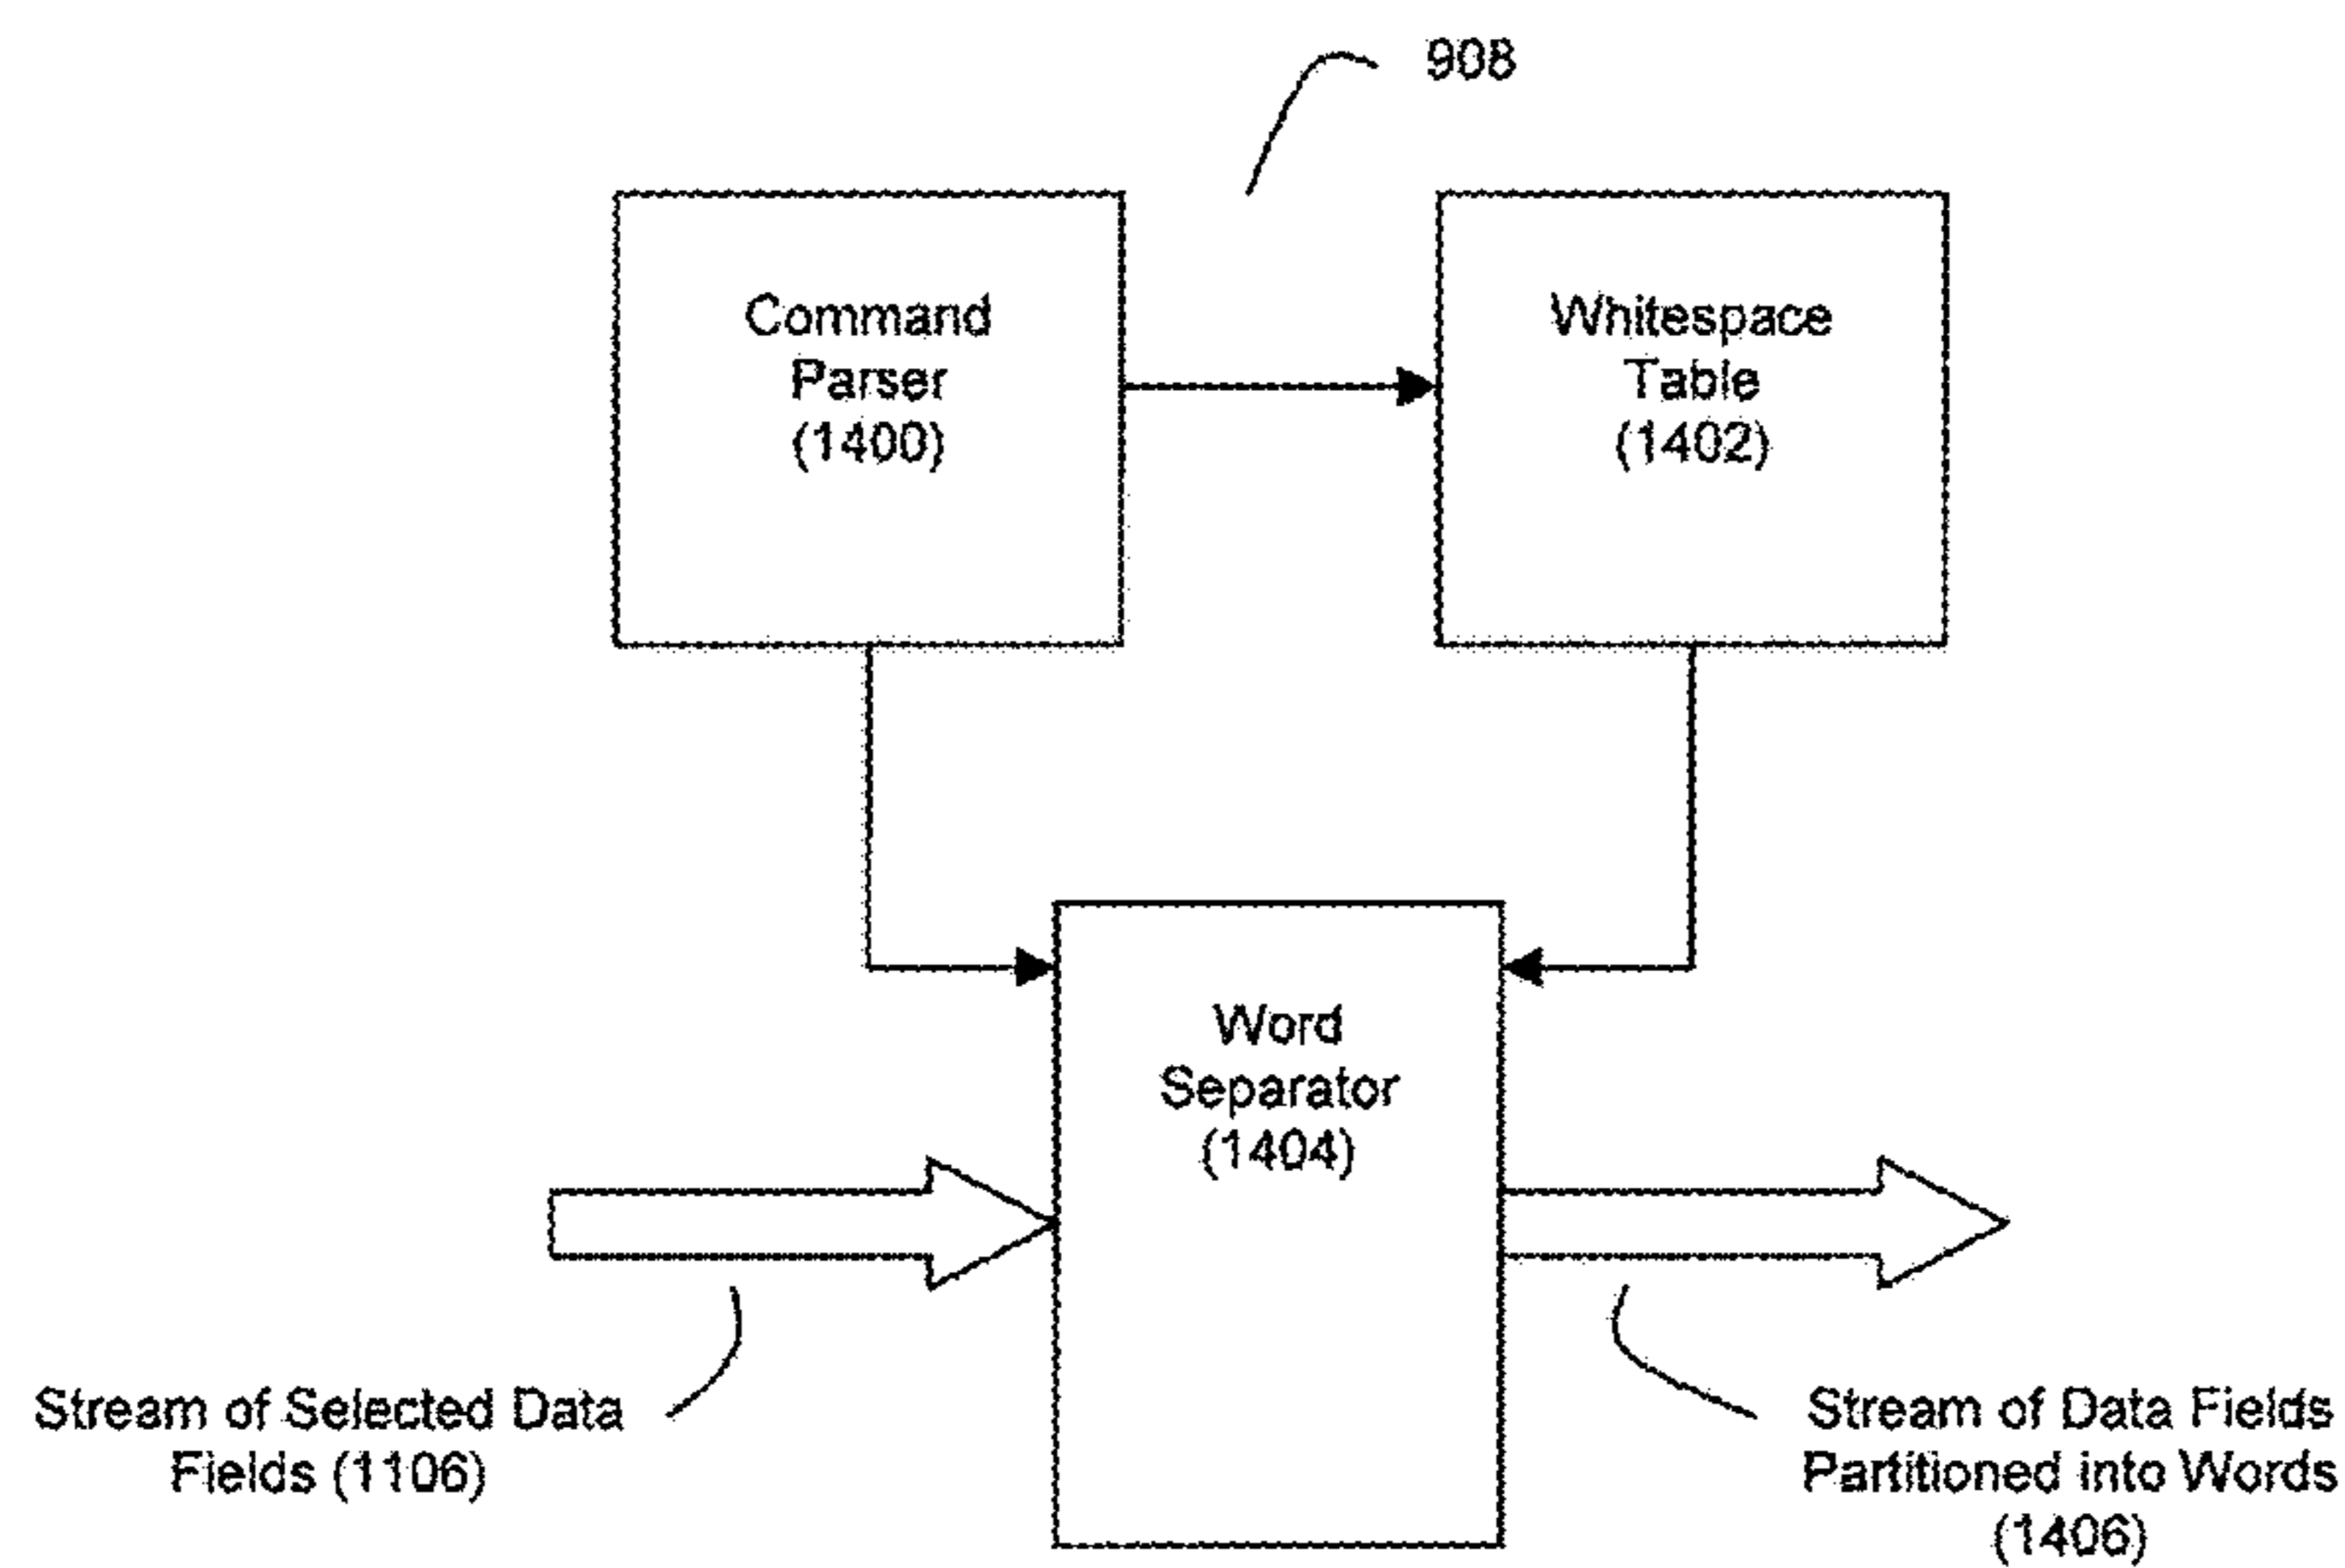 908
Command
Parser
(1400)
Whitespace
Table
(1402)
Word
Separator
(1404)
Stream of Selected Data
Fields (1106)
Stream of Data Fields
Partitioned into Words
(1406)